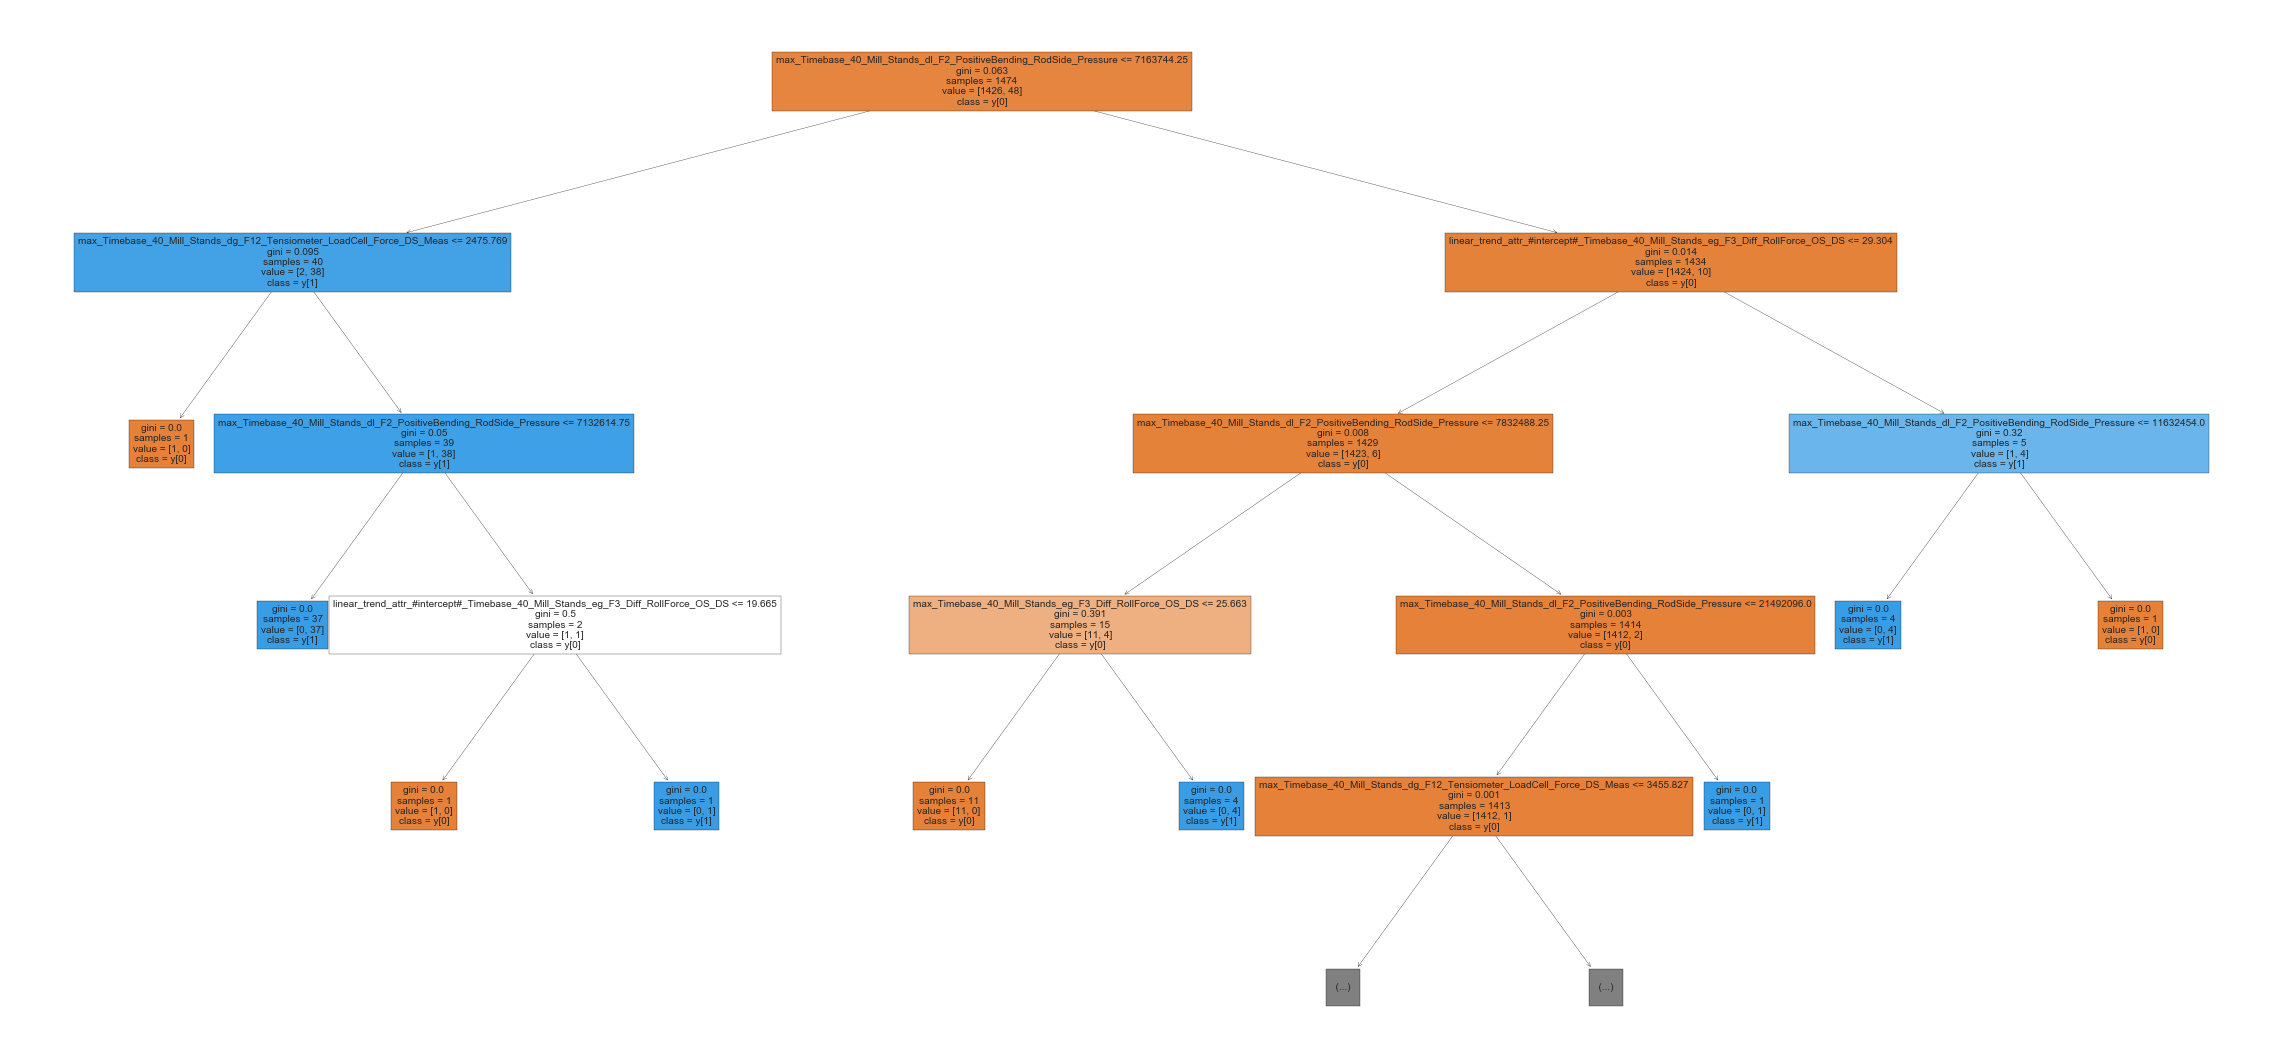 max_Timebase_40_Mill_Stands_dl_F2_PositiveBending_RodSide_Pressure <= 7163744.25
gini = 0.063
samples = 1474
value = [1426, 48]
class = y[0]
max_Timebase_40_Mill_Stands_dg_F12_Tensiometer_LoadCell_Force_DS_Meas <= 2475.769
gini = 0.095
samples = 40
value = [2, 38]
class = y[1]
linear_trend_attr_#intercept#_Timebase_40_Mill_Stands_eg_F3_Diff_RollForce_OS_DS <= 29.304
gini = 0.014
samples = 1434
value = [1424, 10]
class = y[0]
gini = 0.0
samples = 1
value = [1, 0]
class = y[0]
max_Timebase_40_Mill_Stands_dl_F2_PositiveBending_RodSide_Pressure <= 7132614.75
gini = 0.05
samples = 39
value = [1, 38]
class = y[1]
max_Timebase_40_Mill_Stands_dl_F2_PositiveBending_RodSide_Pressure <= 7832488.25
gini = 0.008
samples = 1429
value = [1423, 6]
class = y[0]
max_Timebase_40_Mill_Stands_dl_F2_PositiveBending_RodSide_Pressure <= 11632454.0
gini = 0.32
samples = 5
value = [1, 4]
class = y[1]
gini = 0.0
samples = 37
value = [0, 37]
class = y[1]
linear_trend_attr_#intercept#_Timebase_40_Mill_Stands_eg_F3_Diff_RollForce_OS_DS <= 19.665
gini = 0.5
samples = 2
value = [1, 1]
class = y[0]
max_Timebase_40_Mill_Stands_eg_F3_Diff_RollForce_OS_DS <= 25.663
gini = 0.391
samples = 15
value = [11, 4]
class = y[0]
max_Timebase_40_Mill_Stands_dl_F2_PositiveBending_RodSide_Pressure <= 21492096.0
gini = 0.003
samples = 1414
value = [1412, 2]
class = y[0]
gini = 0.0
samples = 4
value = [0, 4]
class = y[1]
gini = 0.0
samples = 1
value = [1, 0]
class = y[0]
gini = 0.0
samples = 1
value = [1, 0]
class = y[0]
gini = 0.0
samples = 1
value = [0, 1]
class = y[1]
gini = 0.0
samples = 11
value = [11, 0]
class = y[0]
gini = 0.0
samples = 4
value = [0, 4]
class = y[1]
max_Timebase_40_Mill_Stands_dg_F12_Tensiometer_LoadCell_Force_DS_Meas <= 3455.827
gini = 0.001
samples = 1413
value = [1412, 1]
class = y[0]
gini = 0.0
samples = 1
value = [0, 1]
class = y[1]
(...)
(...)